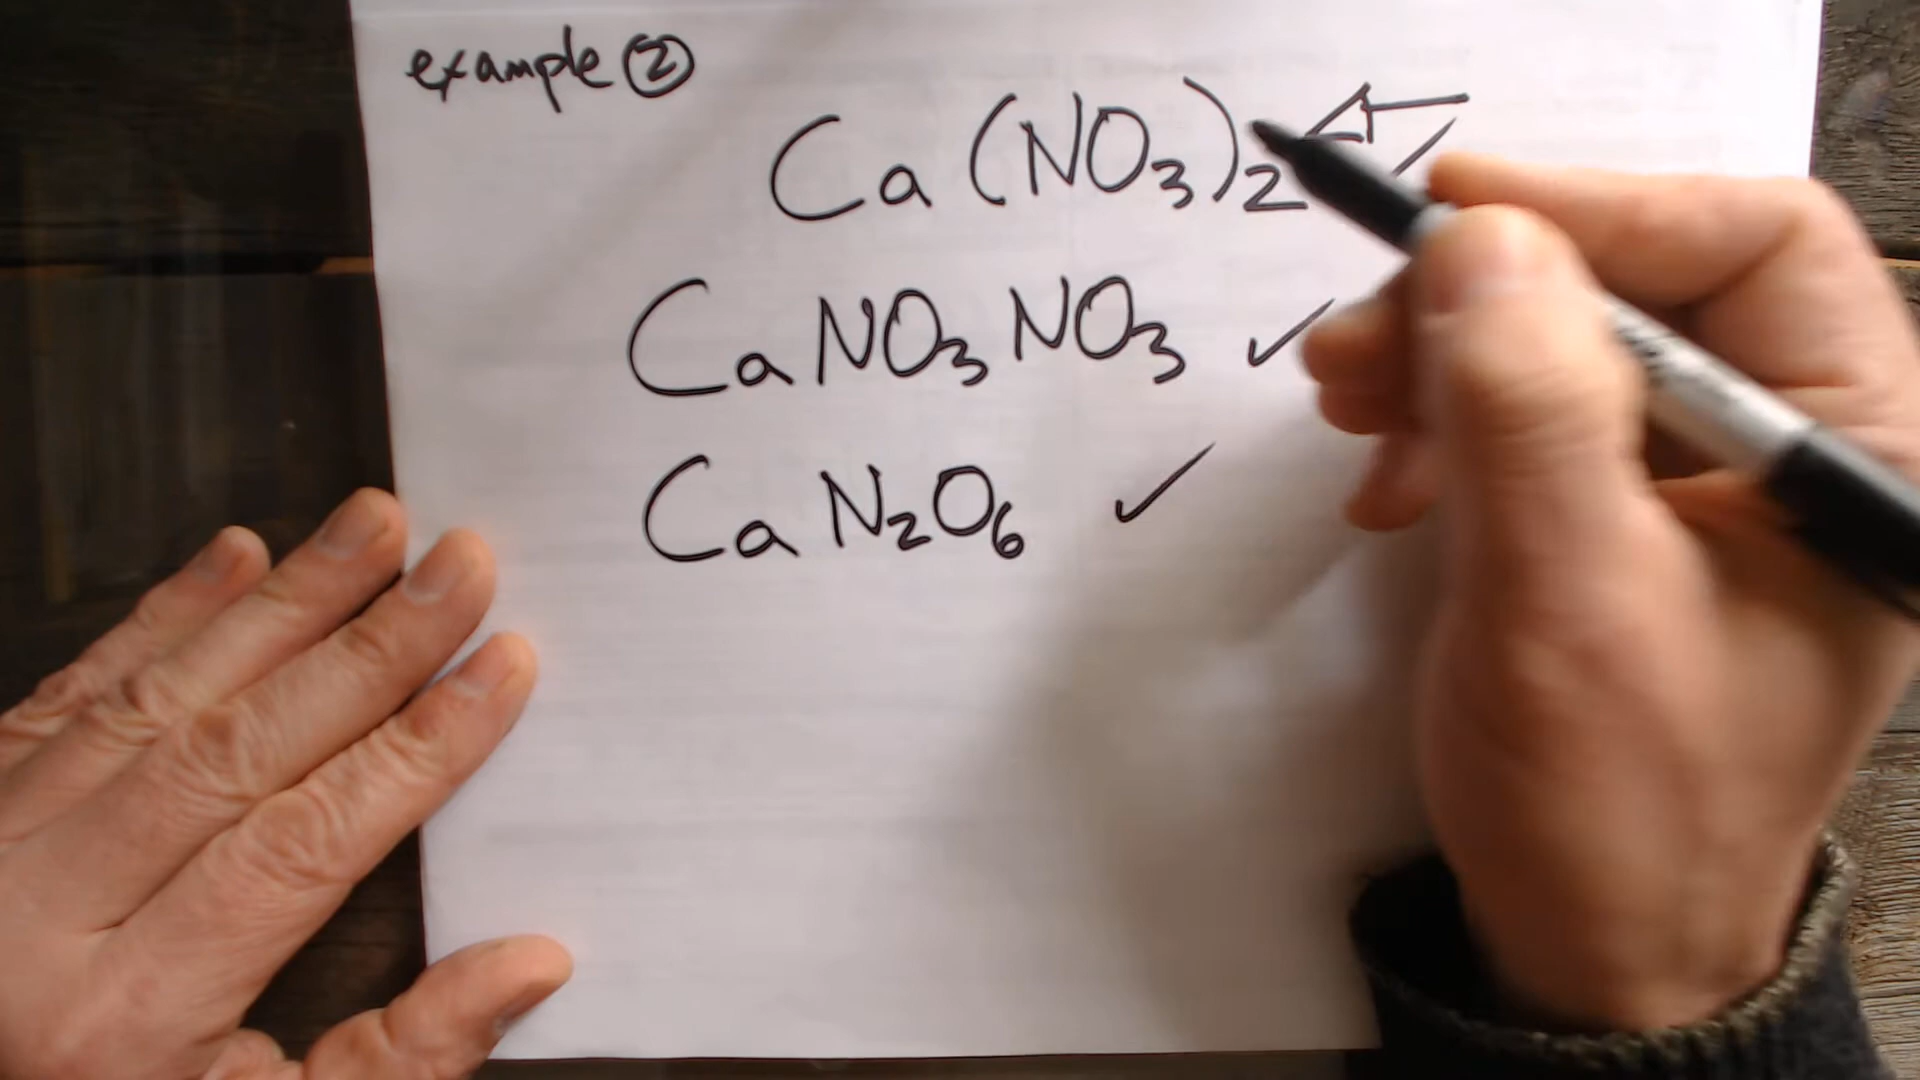 example ②
Ca(NO₃)₂
CaNO₃NO₃ ✓
CaN₂O₆ ✓